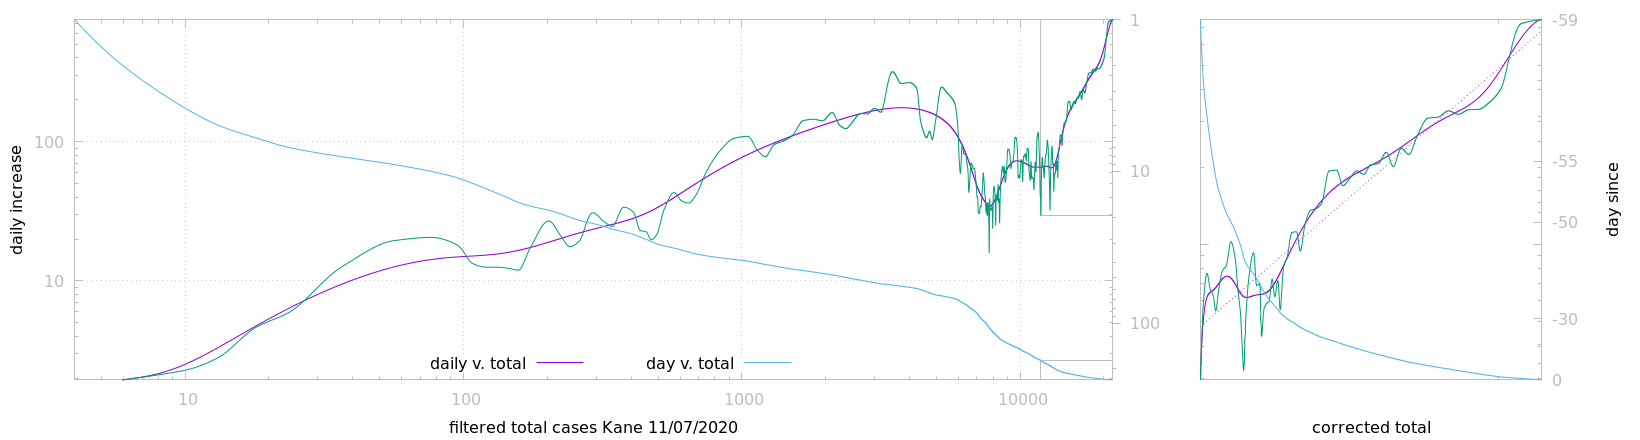 daily increase
100
10
daily v. total
day v. total
10
100
1000
10000
filtered total cases Kane 11/07/2020
1
10
100
-59
-55
-50
-30
0
day since
corrected total